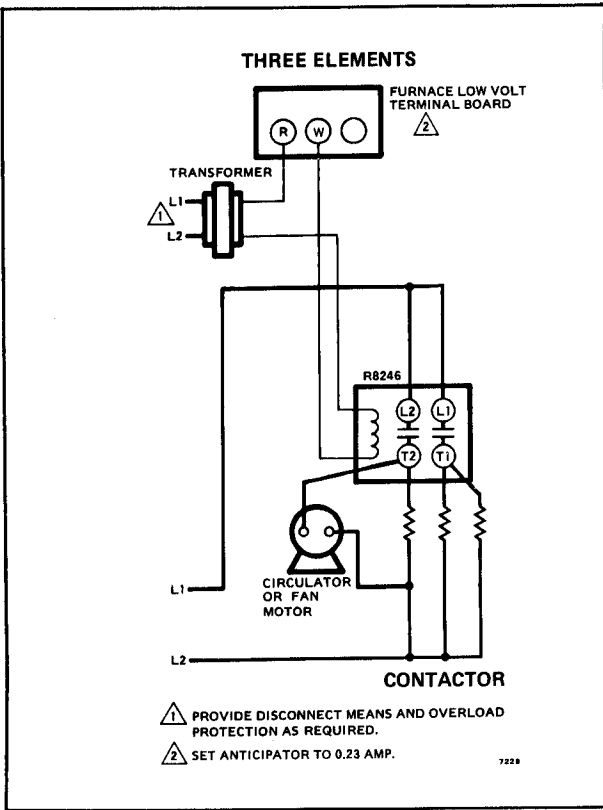 THREE ELEMENTS
FURNACE LOW VOLT
TERMINAL BOARD
2
R
W
TRANSFORMER
L1
1
L2
R8246
L2
L1
T2
T1
CIRCULATOR
OR FAN
MOTOR
L1
L2
CONTACTOR
1 PROVIDE DISCONNECT MEANS AND OVERLOAD
PROTECTION AS REQUIRED.
2 SET ANTICIPATOR TO 0.23 AMP.